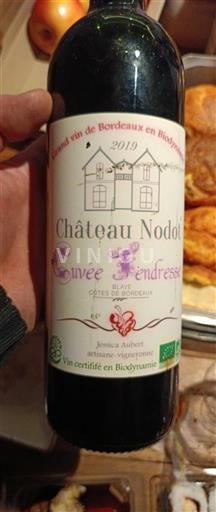 Grand vin de Bordeaux en Biodynamie
2019
Château Nodot
VINIOU
Cuvée Tendresse
BLAYE
CÔTES DE BORDEAUX
Jessica Aubert
artisane-vigneronne
Vin certifié en Biodynamie